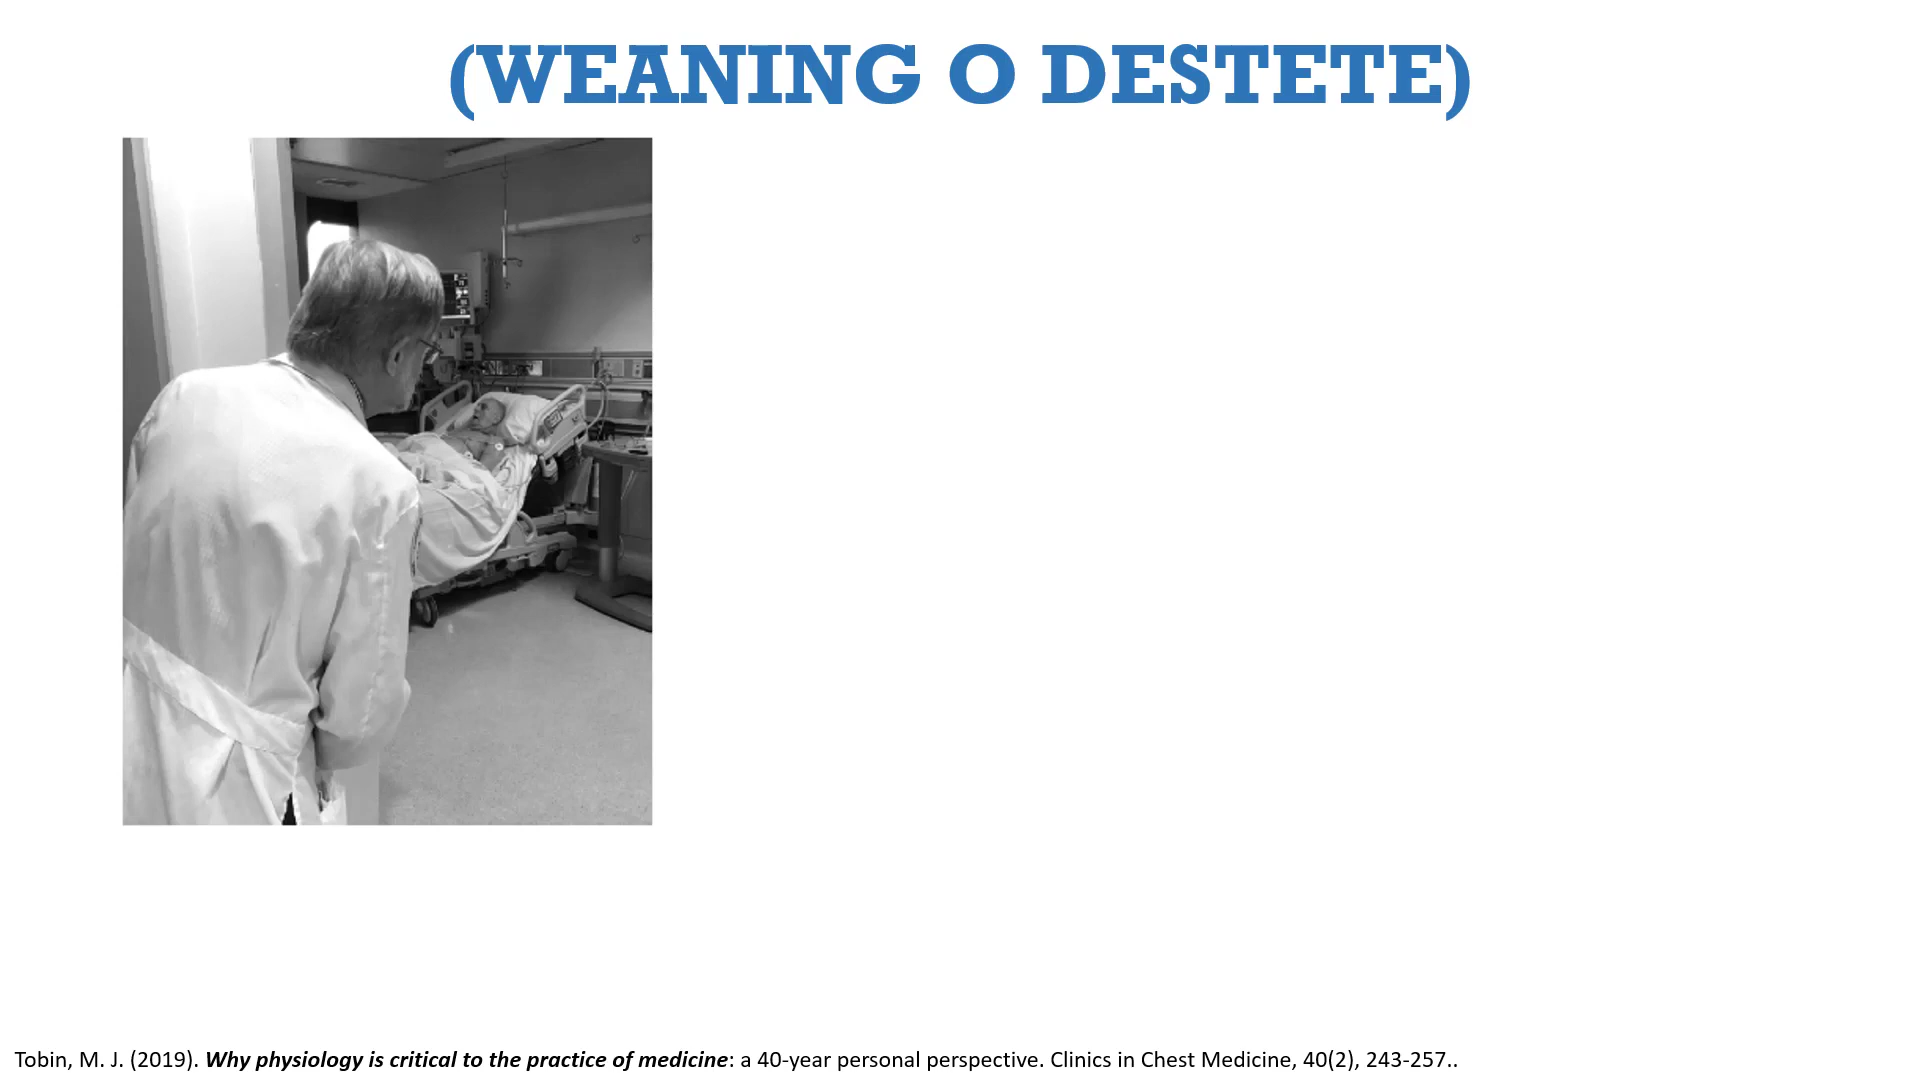 (WEANING O DESTETE)
Tobin, M. J. (2019). Why physiology is critical to the practice of medicine: a 40-year personal perspective. Clinics in Chest Medicine, 40(2), 243-257..